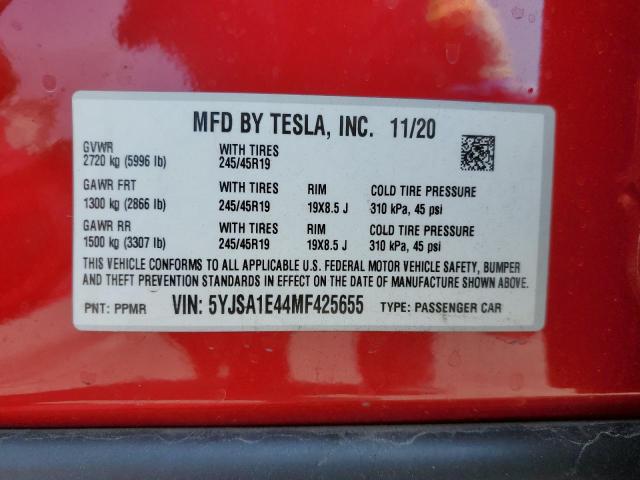 MFD BY TESLA, INC. 11/20
GVWR WITH TIRES
2720 kg (5996 lb) 245/45R19
GAWR FRT WITH TIRES RIM COLD TIRE PRESSURE
1300 kg (2866 lb) 245/45R19 19X8.5 J 310 kPa, 45 psi
GAWR RR WITH TIRES RIM COLD TIRE PRESSURE
1500 kg (3307 lb) 245/45R19 19X8.5 J 310 kPa, 45 psi
THIS VEHICLE CONFORMS TO ALL APPLICABLE U.S. FEDERAL MOTOR VEHICLE SAFETY, BUMPER
AND THEFT PREVENTION STANDARDS IN EFFECT ON THE DATE OF MANUFACTURE SHOWN ABOVE.
PNT: PPMR VIN: 5YJSA1E44MF425655 TYPE: PASSENGER CAR